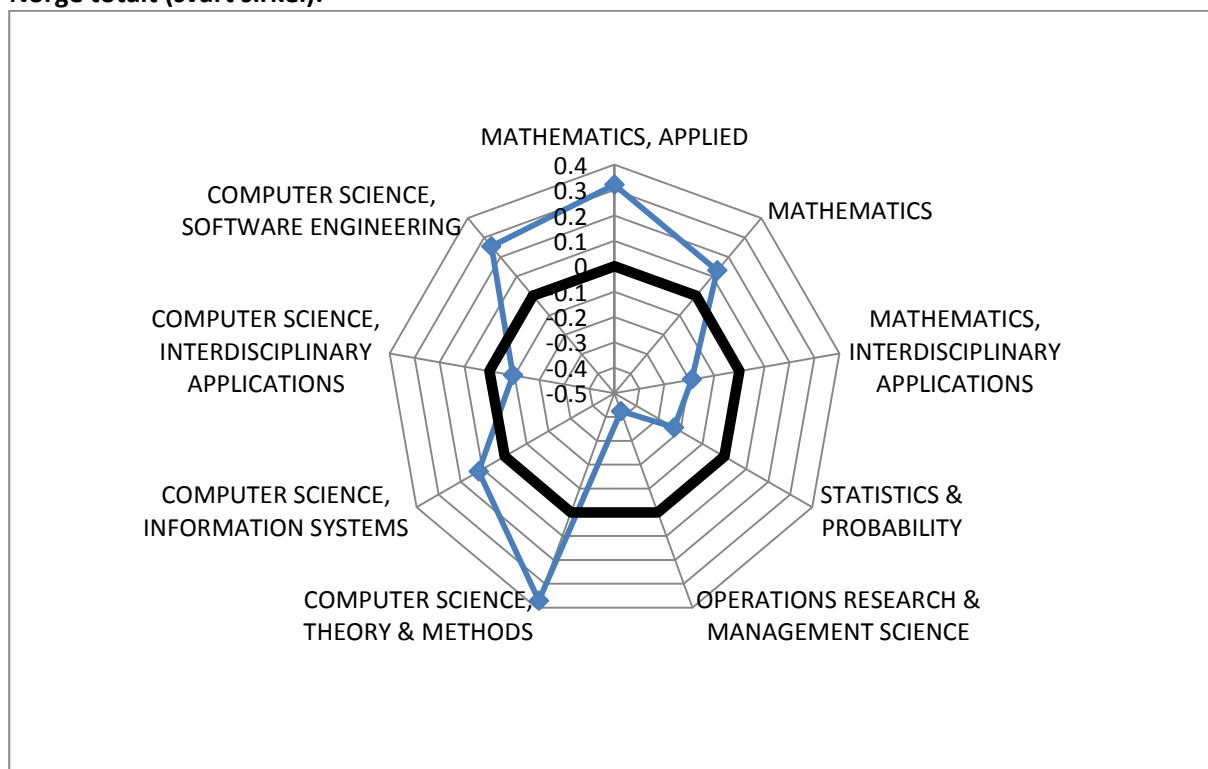 Norge totalt (svart sirkel).
MATHEMATICS, APPLIED
0.4
0.3
0.2
0.1
0
0.1
-0.2
-0.3
-0.4
-0.5
MATHEMATICS
MATHEMATICS,
INTERDISCIPLINARY
APPLICATIONS
STATISTICS &
PROBABILITY
OPERATIONS RESEARCH &
MANAGEMENT SCIENCE
COMPUTER SCIENCE,
THEORY & METHODS
COMPUTER SCIENCE,
INFORMATION SYSTEMS
COMPUTER SCIENCE,
INTERDISCIPLINARY
APPLICATIONS
COMPUTER SCIENCE,
SOFTWARE ENGINEERING